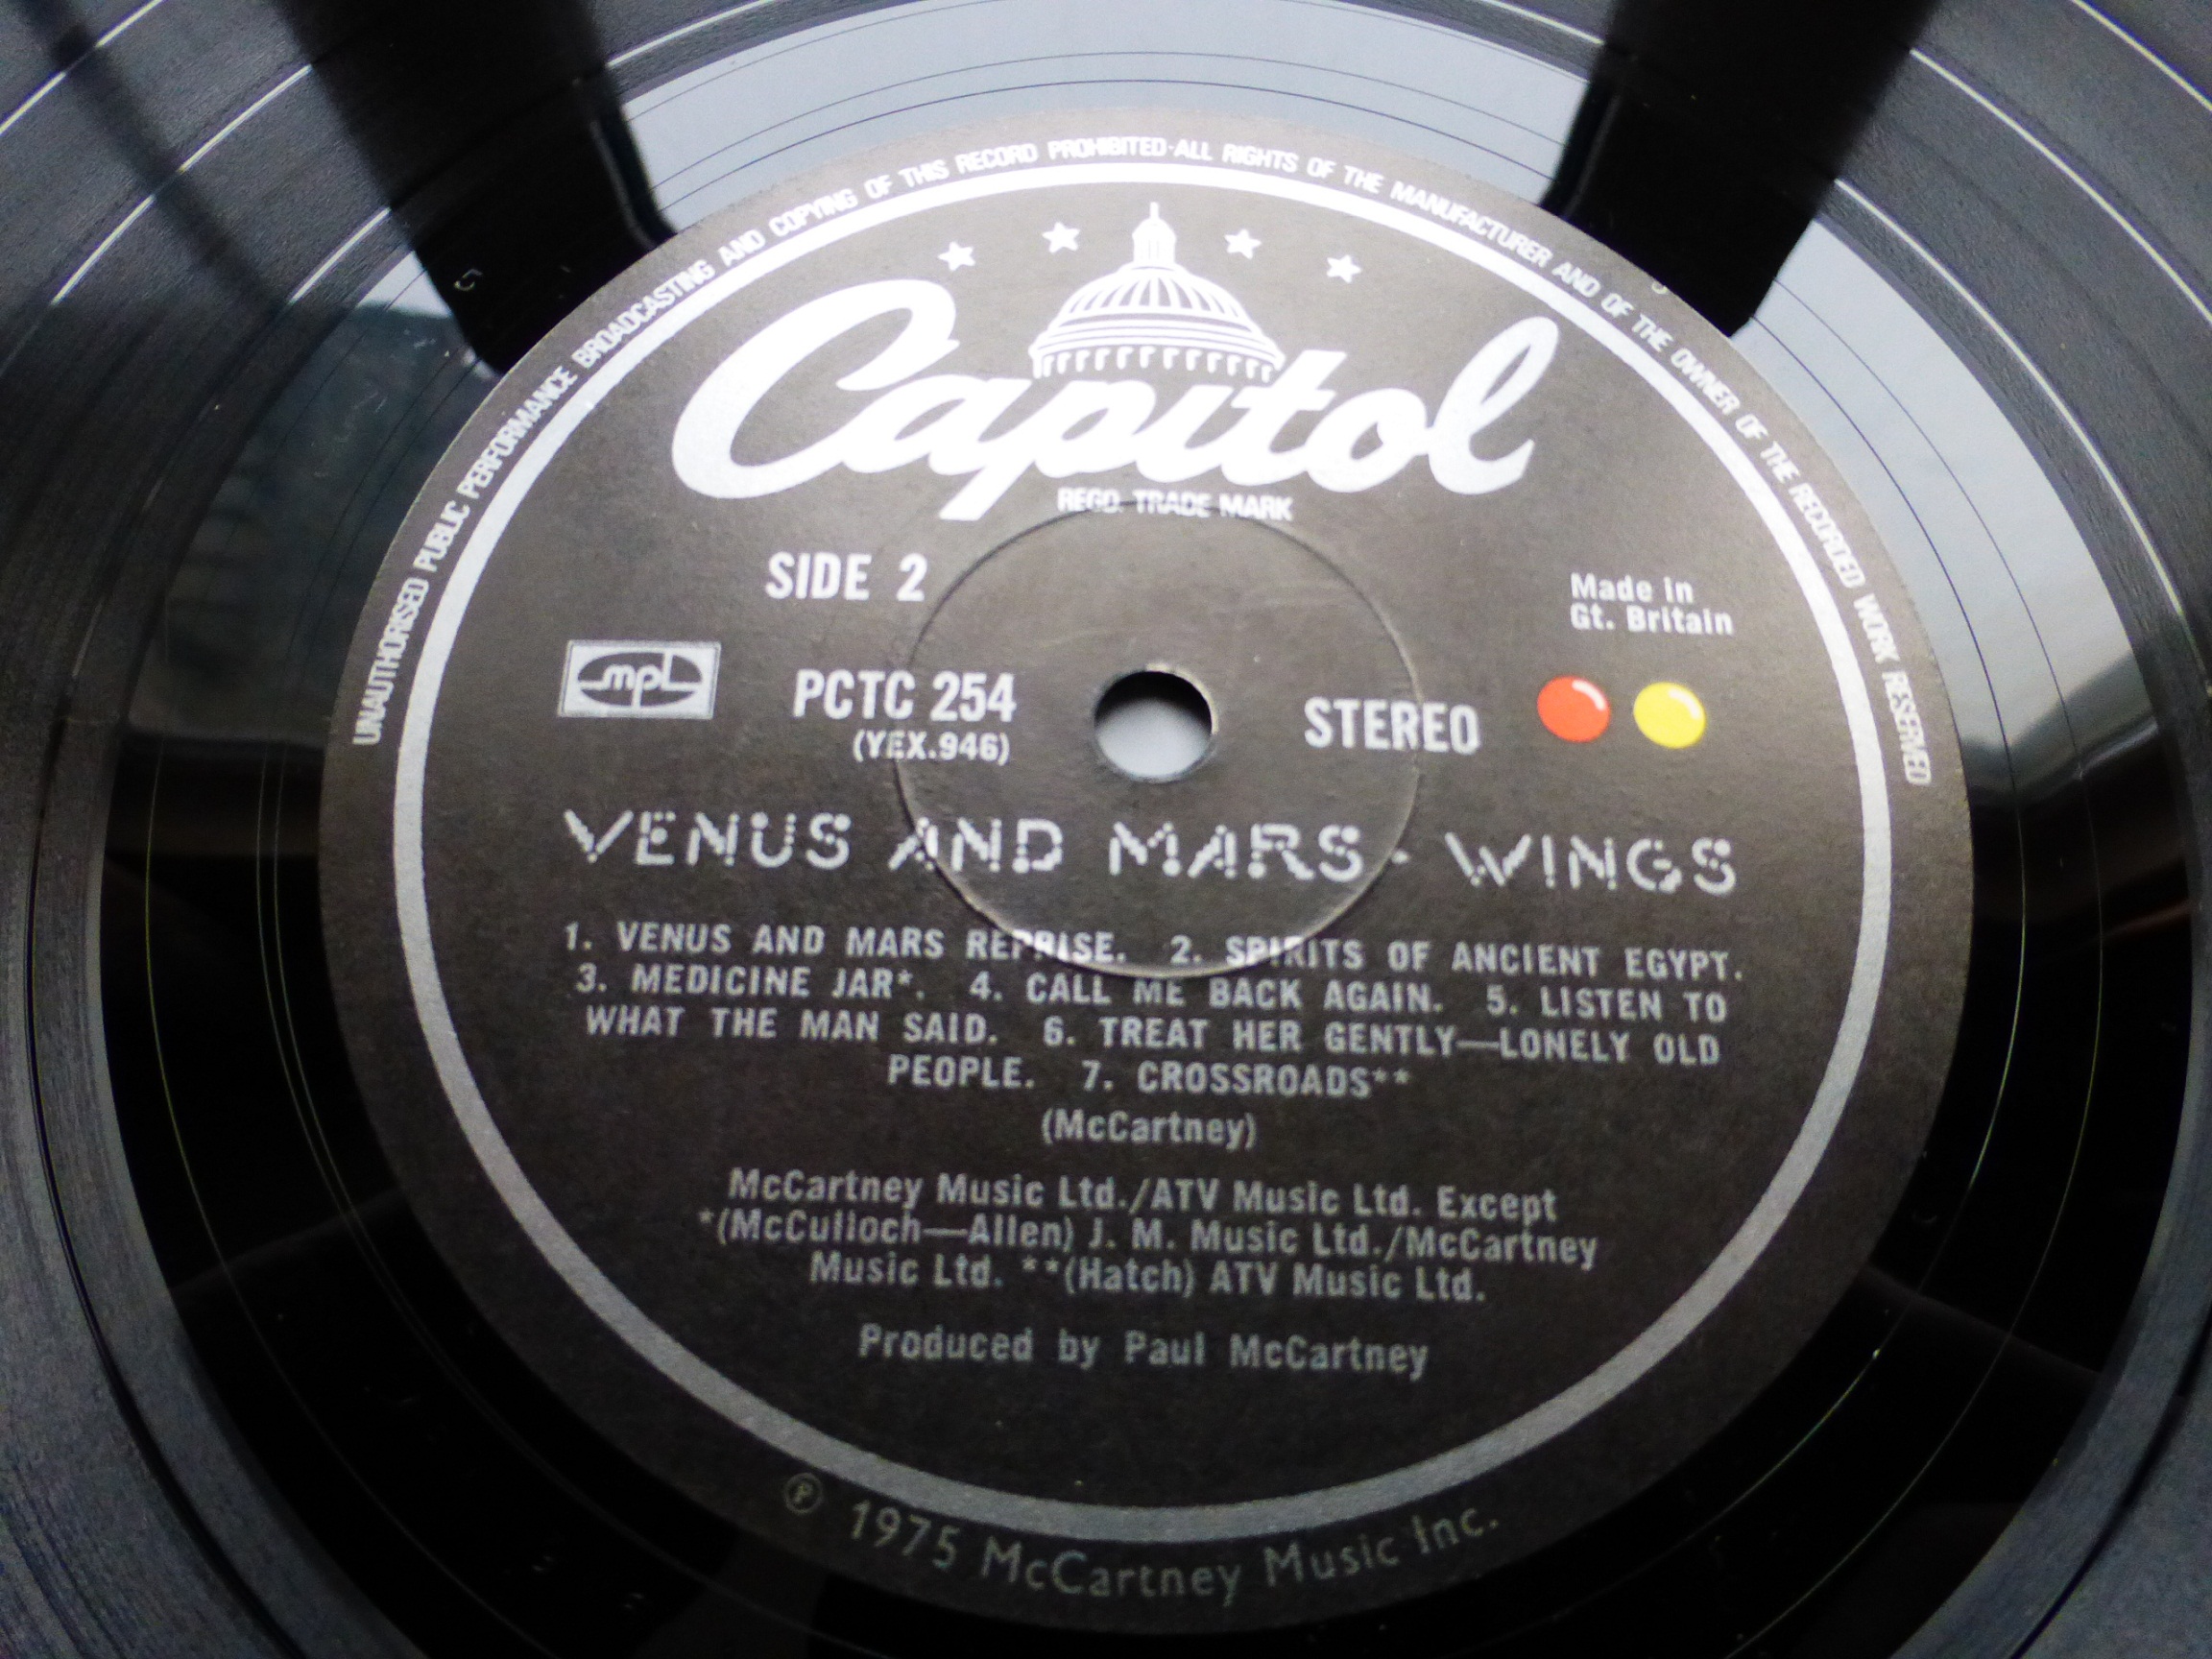 UNAUTHORISED PUBLIC PERFORMANCE BROADCASTING AND COPYING OF THIS RECORD PROHIBITED·ALL RIGHTS OF THE MANUFACTURER AND OF THE OWNER OF THE RECORDED WORK RESERVED
Capitol
REGD. TRADE MARK
SIDE 2
Made in
Gt. Britain
mpl
PCTC 254
STEREO
(YEX.946)
VENUS AND MARS · WINGS
1. VENUS AND MARS REPRISE. 2. SPIRITS OF ANCIENT EGYPT.
3. MEDICINE JAR*. 4. CALL ME BACK AGAIN. 5. LISTEN TO
WHAT THE MAN SAID. 6. TREAT HER GENTLY—LONELY OLD
PEOPLE. 7. CROSSROADS**
(McCartney)
McCartney Music Ltd./ATV Music Ltd. Except
*(McCulloch—Allen) J. M. Music Ltd./McCartney
Music Ltd. **(Hatch) ATV Music Ltd.
Produced by Paul McCartney
℗ 1975 McCartney Music Inc.